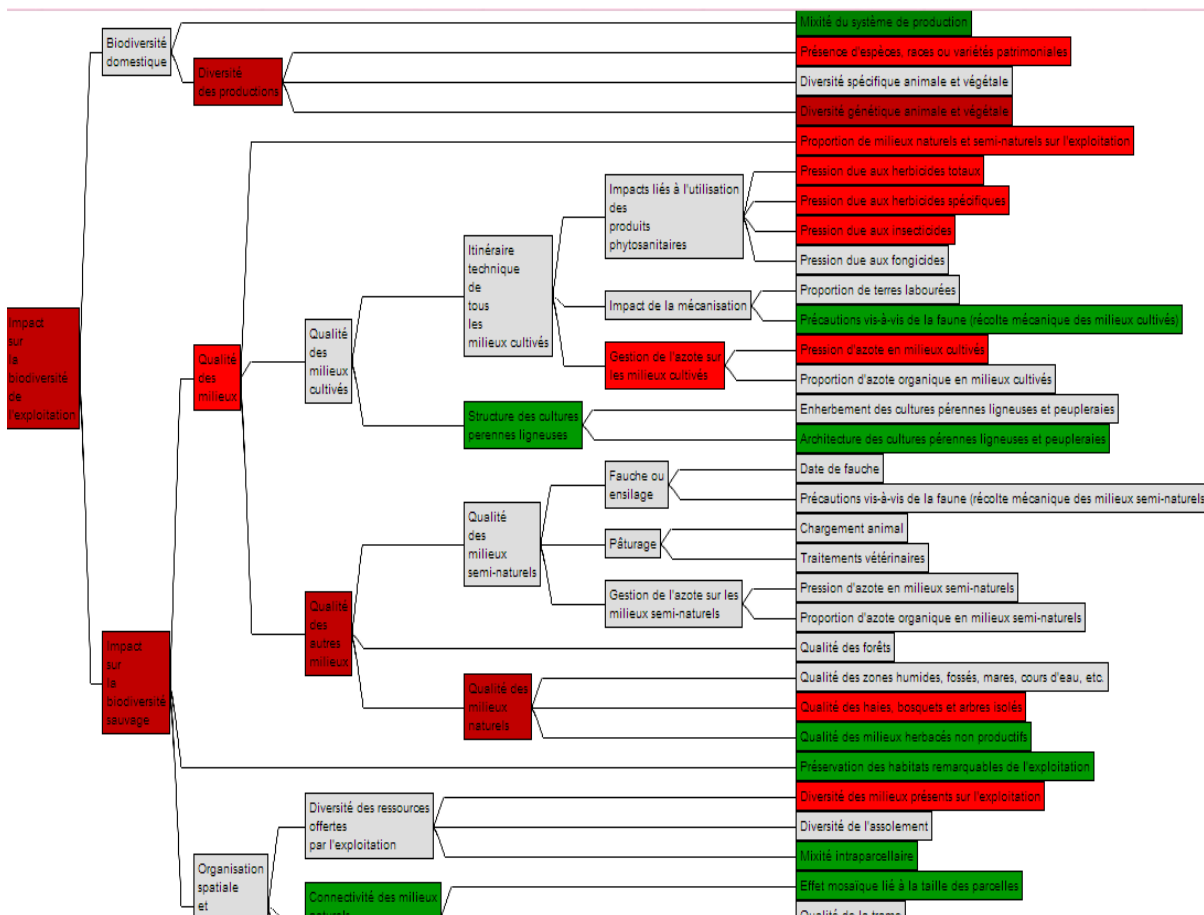 Mixité du système de production
Biodiversité
domestique
Présence d'espèces, races ou variétés patrimoniales
Diversité
des productions
Diversité spécifique animale et végétale
Diversité génétique animale et végétale
Proportion de milieux naturels et semi-naturels sur l'exploitation
Pression due aux herbicides totaux
Impacts liés à l'utilisation
des
produits
phytosanitaires
Pression due aux herbicides spécifiques
Pression due aux insecticides
Pression due aux fongicides
Itinéraire
technique
de
tous
les
milieux cultivés
Proportion de terres labourées
Impact de la mécanisation
Précautions vis-à-vis de la faune (récolte mécanique des milieux cultivés)
Impact
sur
la
biodiversité
de
l'exploitation
Qualité
des
milieux
Qualité
des
milieux
cultivés
Gestion de l'azote sur
les milieux cultivés
Pression d'azote en milieux cultivés
Proportion d'azote organique en milieux cultivés
Structure des cultures
perennes ligneuses
Enherbement des cultures pérennes ligneuses et peupleraies
Architecture des cultures pérennes ligneuses et peupleraies
Fauche ou
ensilage
Date de fauche
Précautions vis-à-vis de la faune (récolte mécanique des milieux semi-naturels
Qualité
des
milieux
semi-naturels
Pâturage
Chargement animal
Traitements vétérinaires
Gestion de l'azote sur les
milieux semi-naturels
Pression d'azote en milieux semi-naturels
Proportion d'azote organique en milieux semi-naturels
Qualité
des
autres
milieux
Qualité des forêts
Impact
sur
la
biodiversité
sauvage
Qualité des
milieux
naturels
Qualité des zones humides, fossés, mares, cours d'eau, etc.
Qualité des haies, bosquets et arbres isolés
Qualité des milieux herbacés non productifs
Préservation des habitats remarquables de l'exploitation
Diversité des ressources
offertes
par l'exploitation
Diversité des milieux présents sur l'exploitation
Diversité de l'assolement
Mixité intraparcellaire
Organisation
spatiale
et
Connectivité des milieux
Effet mosaïque lié à la taille des parcelles